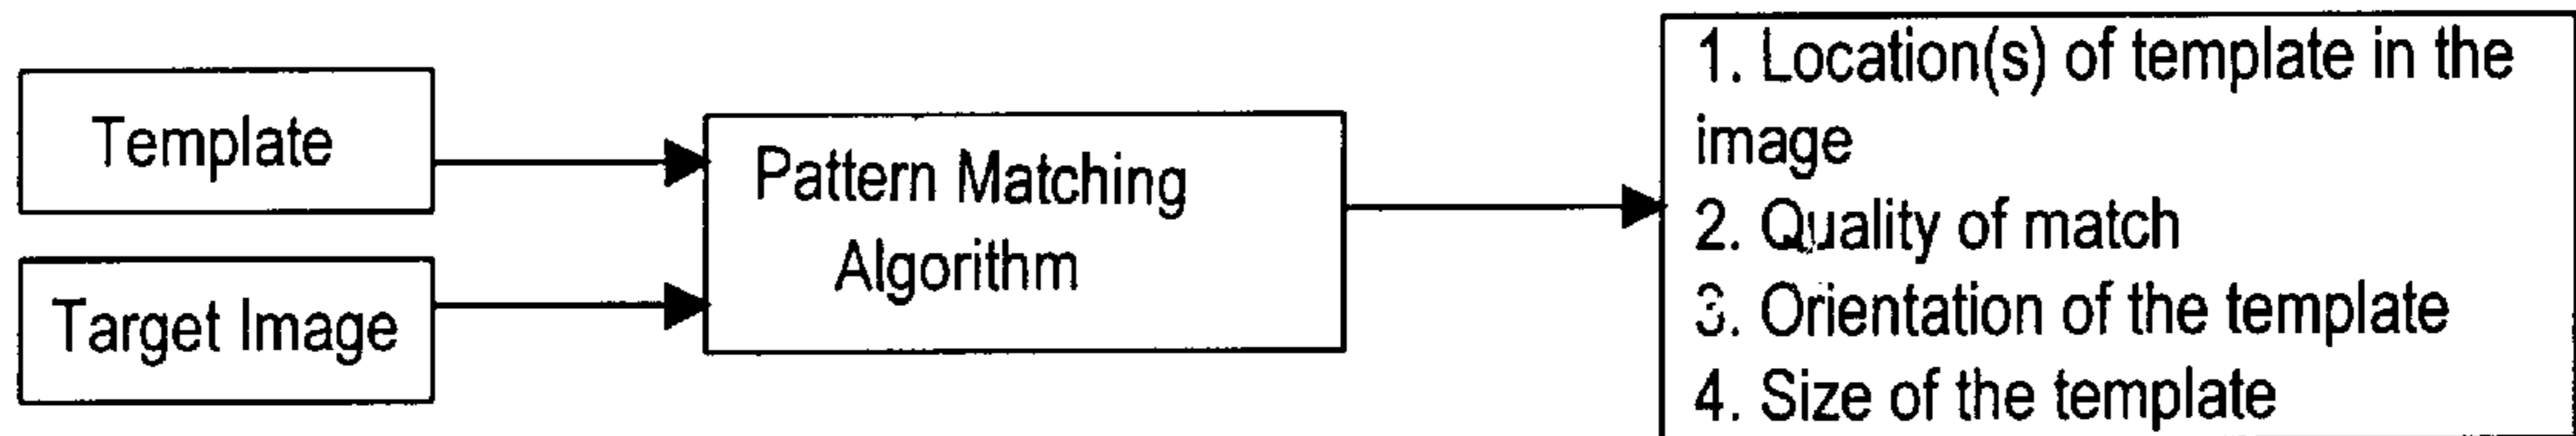 Template
Target Image
Pattern Matching
Algorithm
1. Location(s) of template in the
image
2. Quality of match
3. Orientation of the template
4. Size of the template